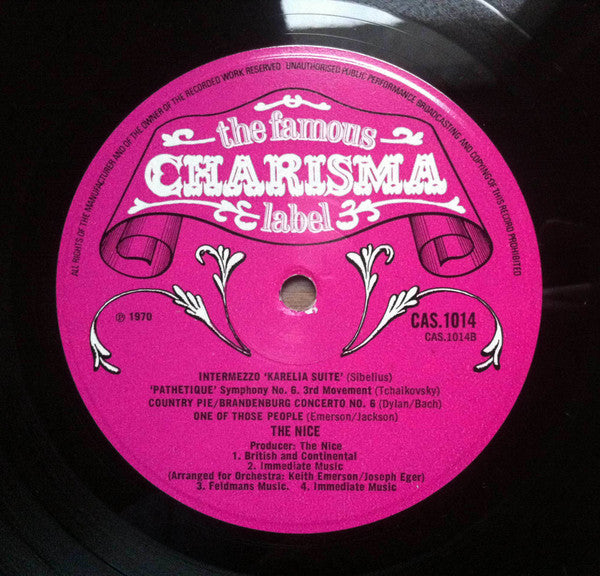 ALL RIGHTS OF THE MANUFACTURER AND OF THE OWNER OF THE RECORDED WORK RESERVED UNAUTHORISED PUBLIC PERFORMANCE BROADCASTING AND COPYING OF THIS RECORD PROHIBITED
the famous
CHARISMA
label
℗ 1970
CAS.1014
CAS.1014B
INTERMEZZO 'KARELIA SUITE' (Sibelius)
'PATHETIQUE' Symphony No. 6. 3rd Movement (Tchaikovsky)
COUNTRY PIE/BRANDENBURG CONCERTO NO. 6 (Dylan/Bach)
ONE OF THOSE PEOPLE (Emerson/Jackson)
THE NICE
Producer: The Nice
1. British and Continental
2. Immediate Music
(Arranged for Orchestra: Keith Emerson/Joseph Eger)
3. Feldmans Music. 4. Immediate Music